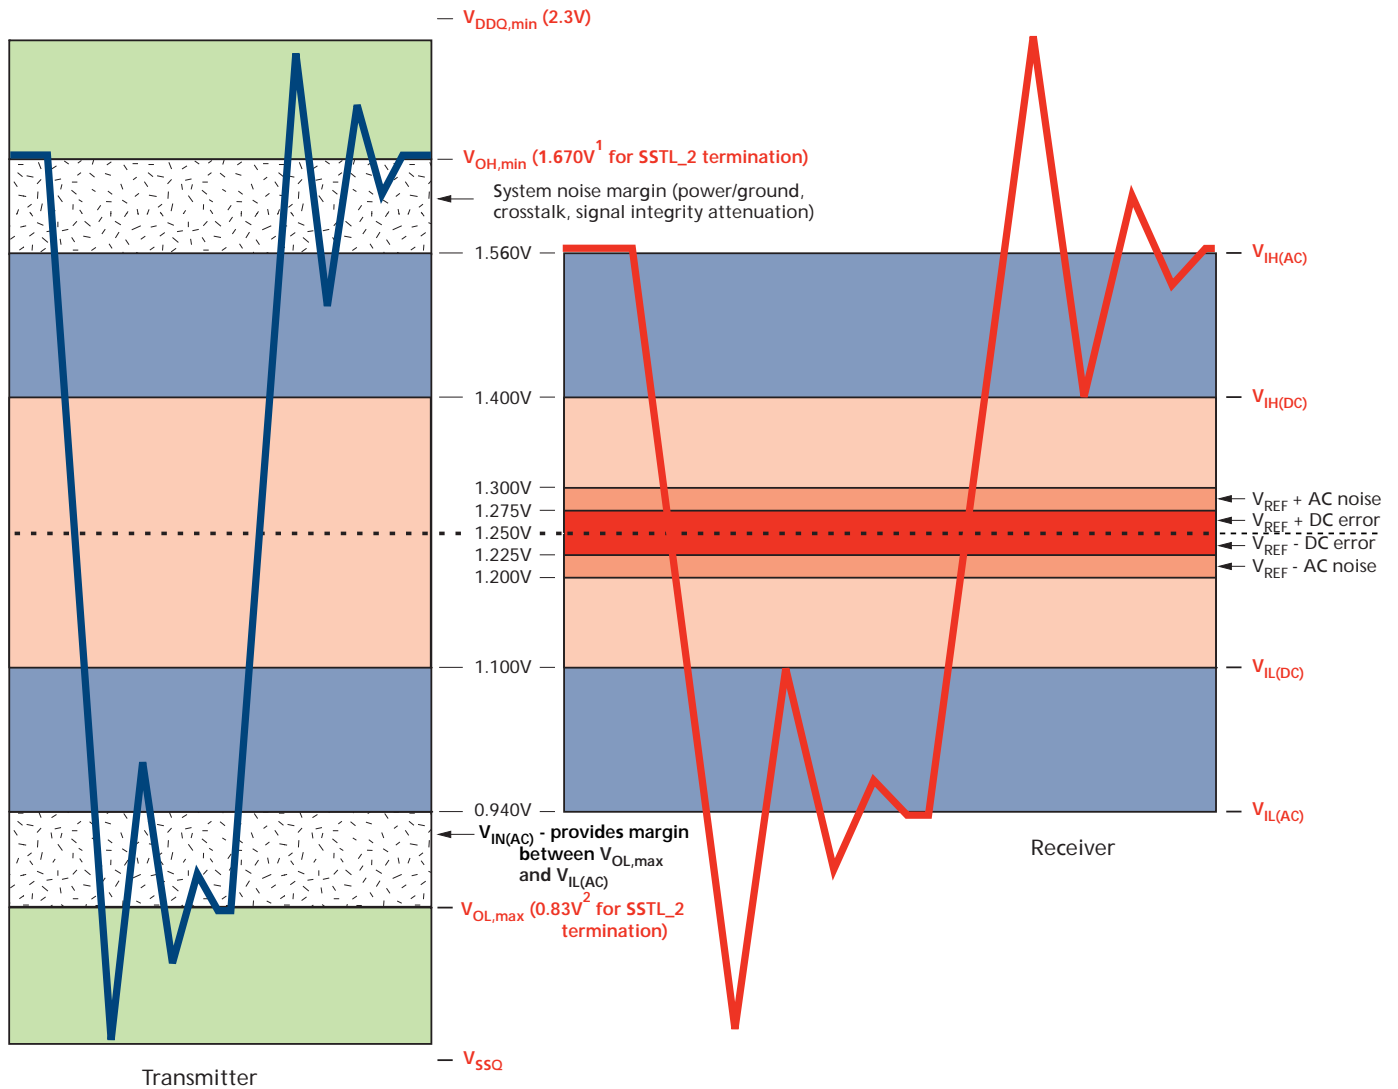 VDDQ,min (2.3V)
VOH,min (1.670V1 for SSTL_2 termination)
System noise margin (power/ground,
crosstalk, signal integrity attenuation)
1.560V
VIH(AC)
1.400V
VIH(DC)
1.300V
VREF + AC noise
1.275V
VREF + DC error
1.250V
VREF - DC error
1.225V
VREF - AC noise
1.200V
1.100V
VIL(DC)
0.940V
VIL(AC)
VIN(AC) - provides margin
between VOL,max
and VIL(AC)
Receiver
VOL,max (0.83V2 for SSTL_2
termination)
VSSQ
Transmitter